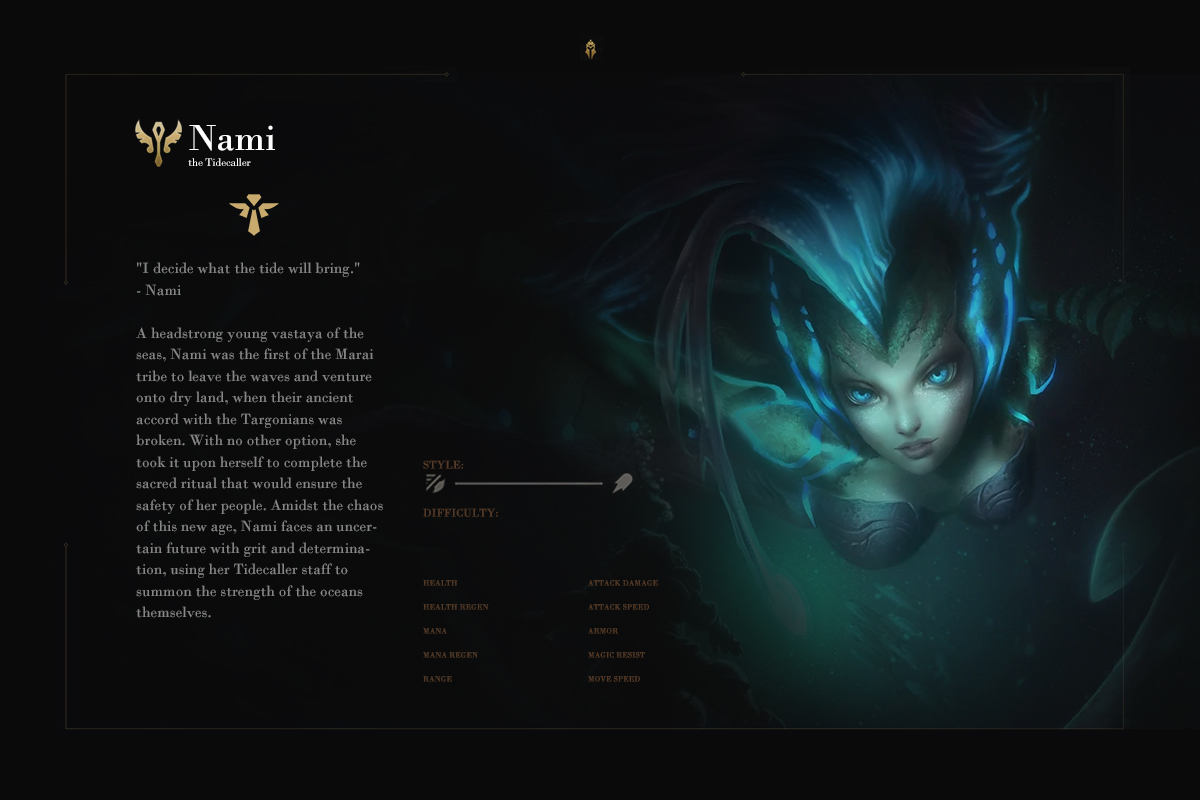 Nami
the Tidecaller
"I decide what the tide will bring."
- Nami
A headstrong young vastaya of the
seas, Nami was the first of the Marai
tribe to leave the waves and venture
onto dry land, when their ancient
accord with the Targonians was
broken. With no other option, she
took it upon herself to complete the
sacred ritual that would ensure the
safety of her people. Amidst the chaos
of this new age, Nami faces an uncer-
tain future with grit and determina-
tion, using her Tidecaller staff to
summon the strength of the oceans
themselves.
STYLE:
DIFFICULTY:
HEALTH
HEALTH REGEN
MANA
MANA REGEN
RANGE
ATTACK DAMAGE
ATTACK SPEED
ARMOR
MAGIC RESIST
MOVE SPEED